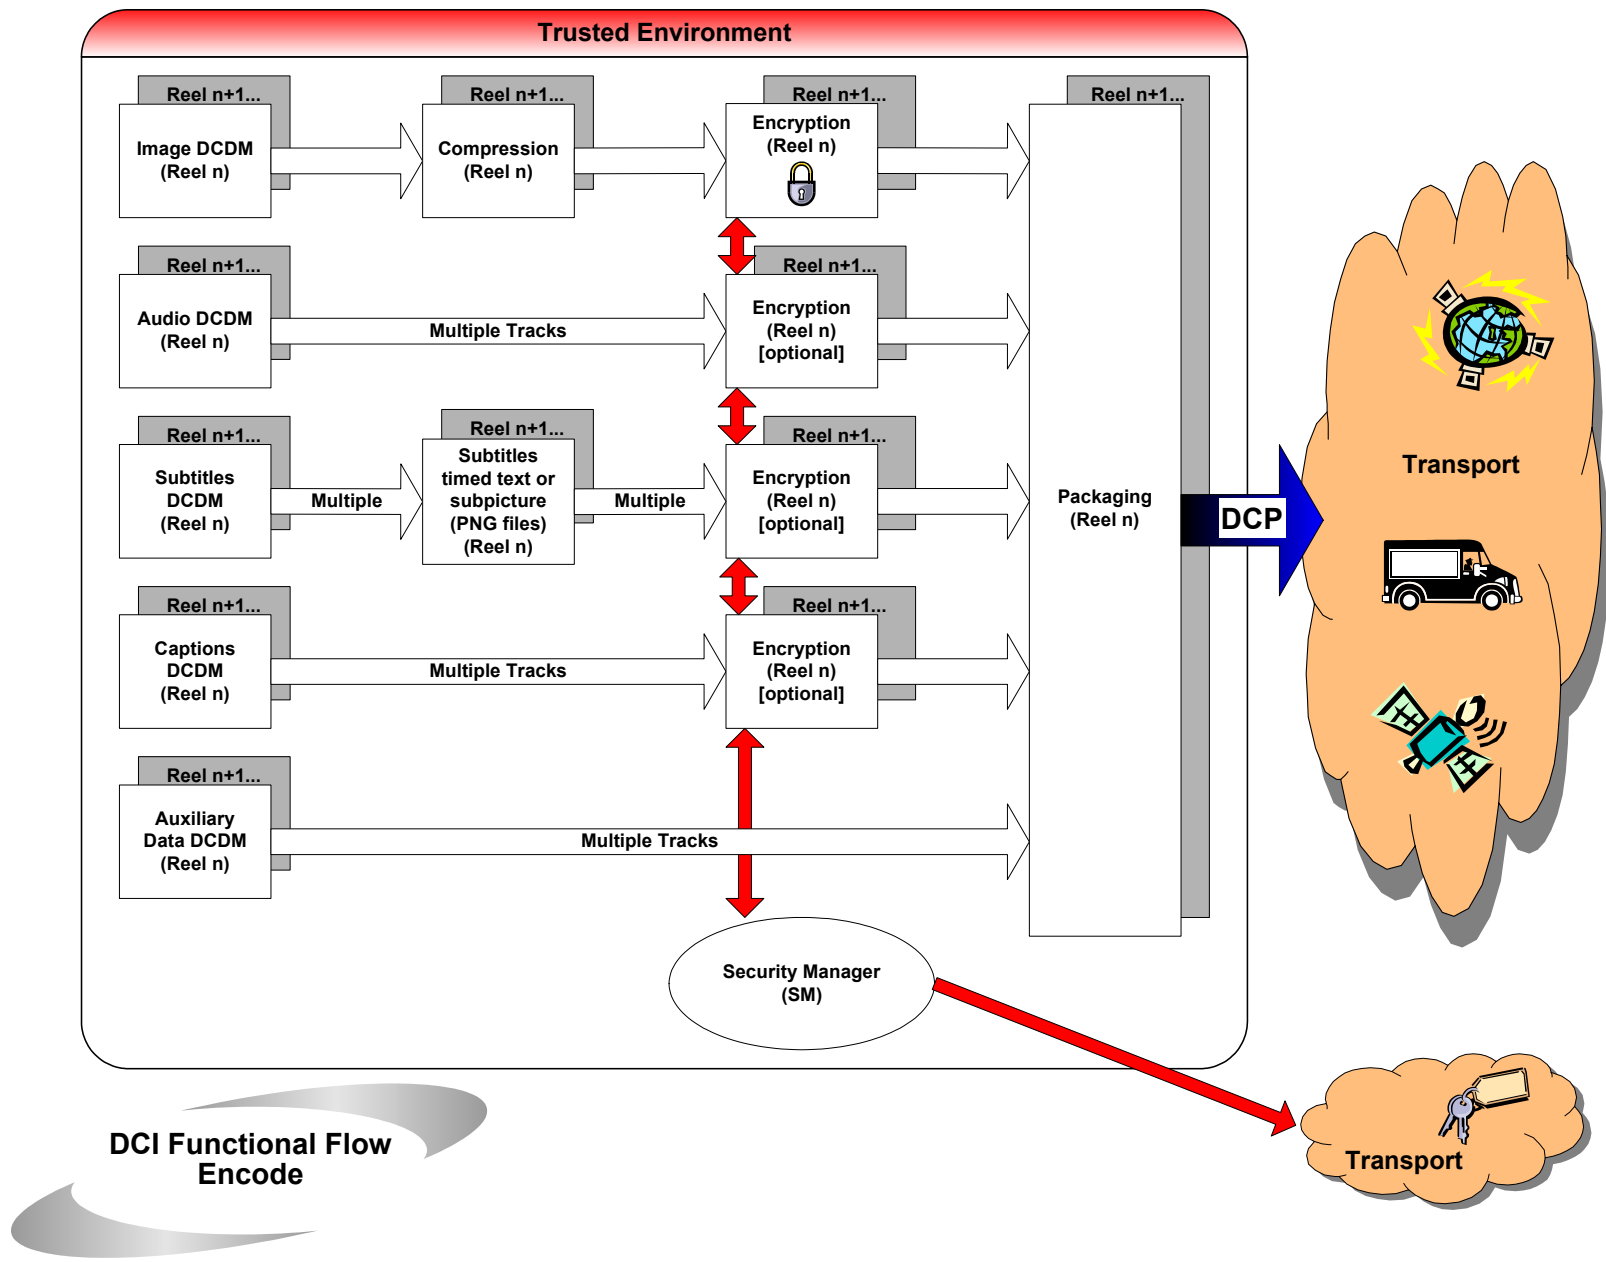 Trusted Environment
Reel n+1...
Reel n+1...
Reel n+1...
Reel n+1...
Image DCDM
(Reel n)
Compression
(Reel n)
Encryption
(Reel n)
Reel n+1...
Reel n+1...
Audio DCDM
(Reel n)
Multiple Tracks
Encryption
(Reel n)
[optional]
Reel n+1...
Reel n+1...
Reel n+1...
Subtitles
DCDM
(Reel n)
Multiple
Subtitles
timed text or
subpicture
(PNG files)
(Reel n)
Multiple
Encryption
(Reel n)
[optional]
Packaging
(Reel n)
DCP
Transport
Reel n+1...
Reel n+1...
Captions
DCDM
(Reel n)
Multiple Tracks
Encryption
(Reel n)
[optional]
Reel n+1...
Auxiliary
Data DCDM
(Reel n)
Multiple Tracks
Security Manager
(SM)
Transport
DCI Functional Flow
Encode